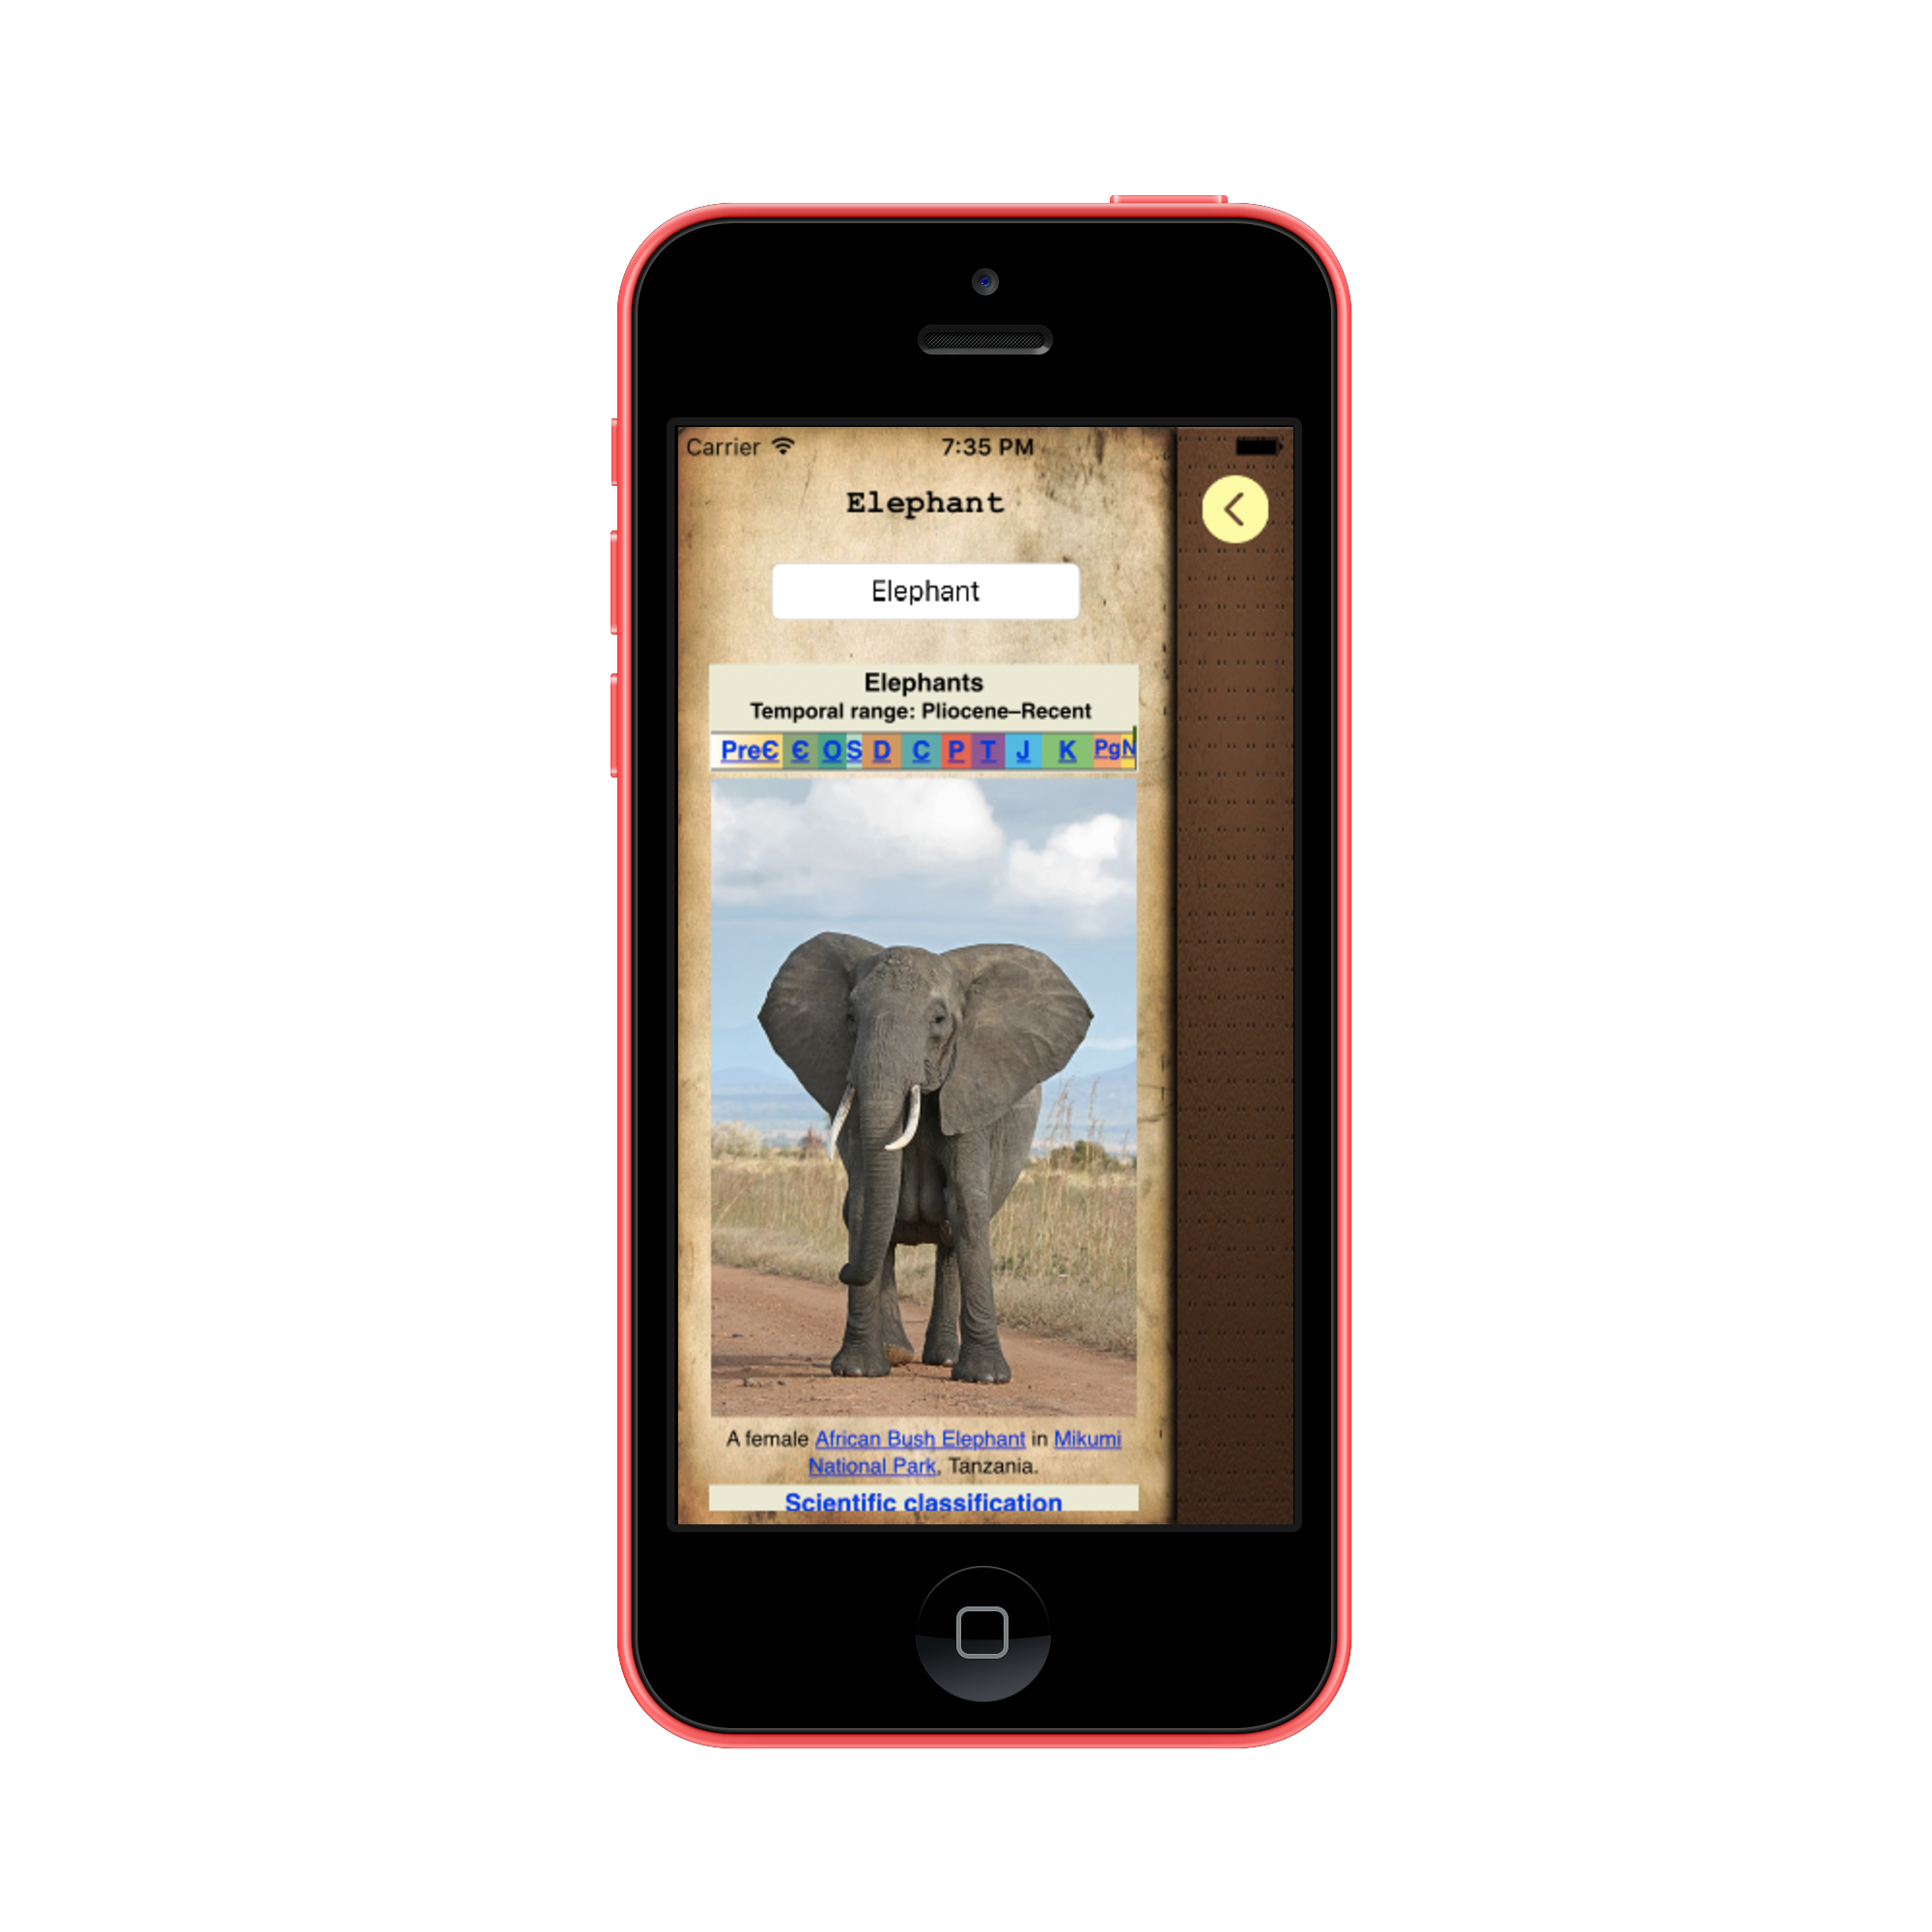 Carrier 7:35 PM
Elephant
Elephant
Elephants
Temporal range: Pliocene–Recent
PreЄ Є O S D C P T J K Pg N
A female African Bush Elephant in Mikumi
National Park, Tanzania.
Scientific classification